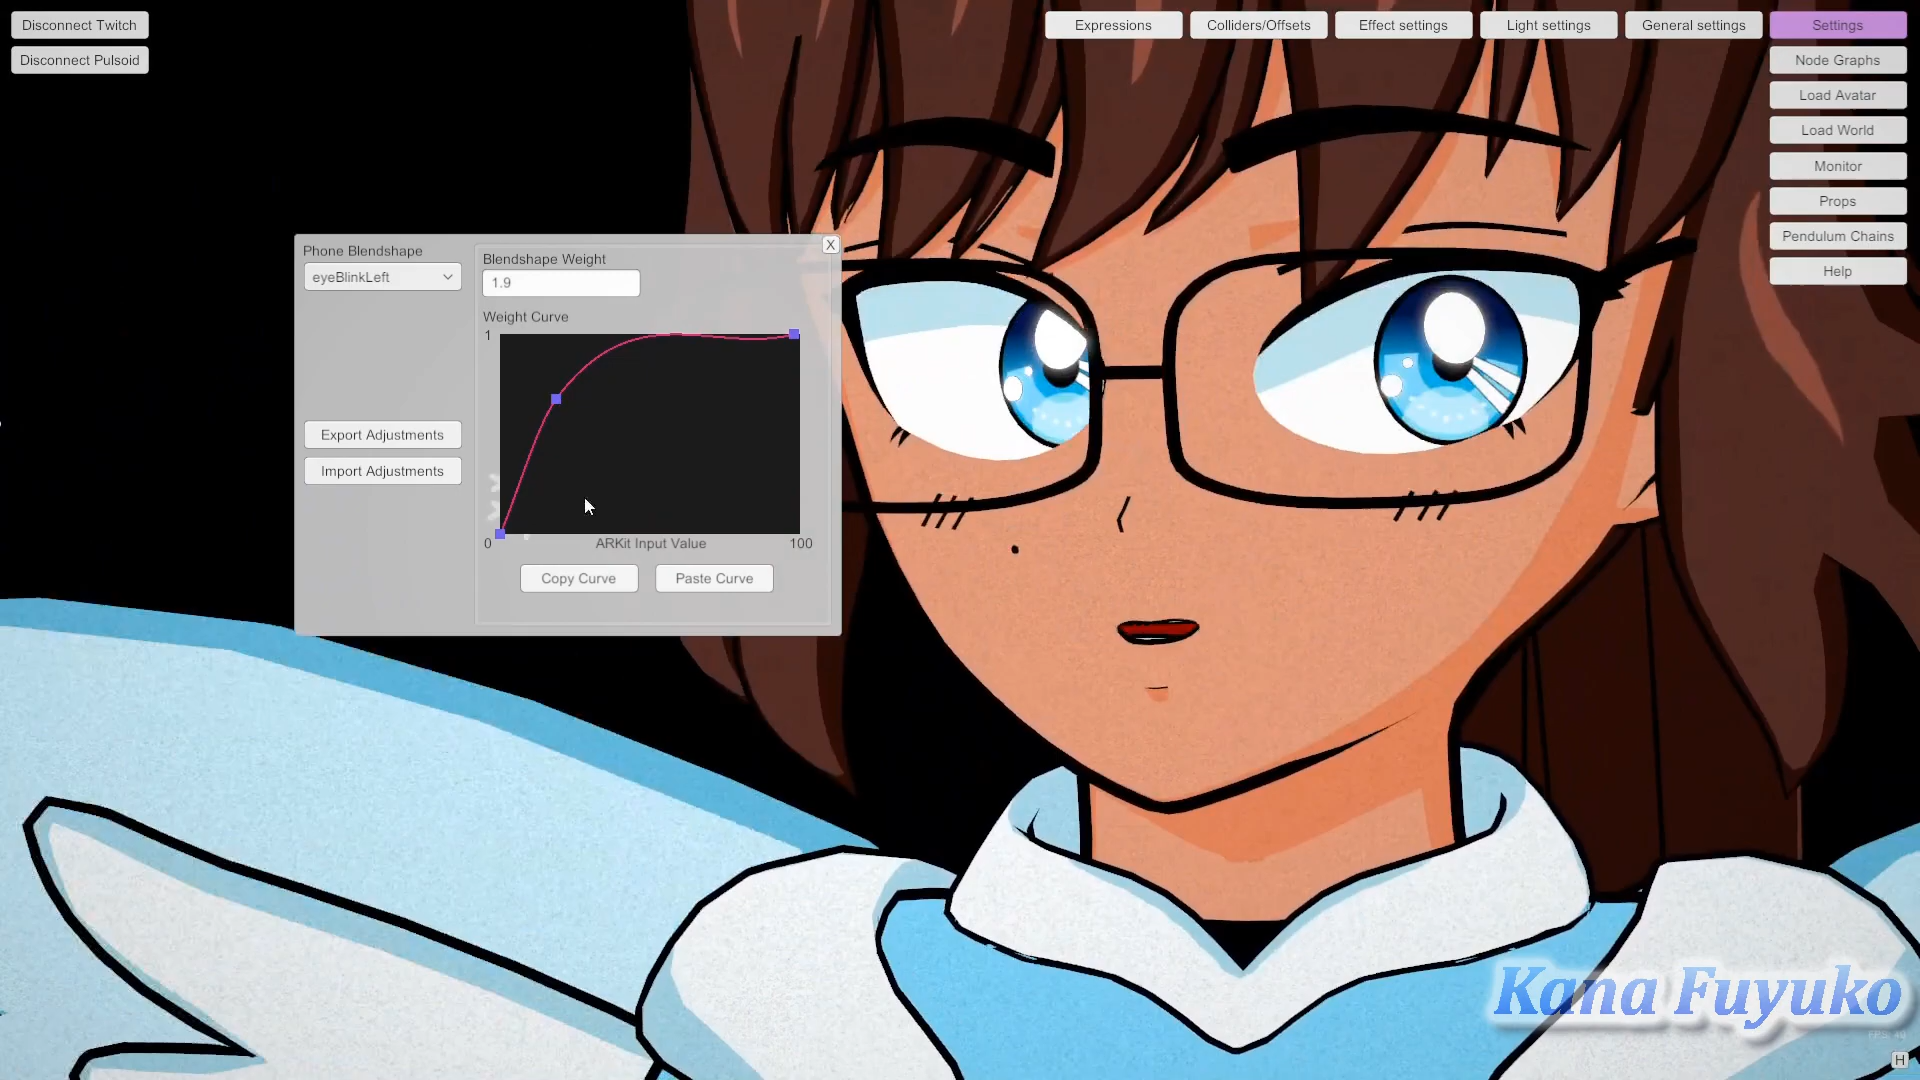 Disconnect Twitch
Disconnect Pulsoid
Expressions
Colliders/Offsets
Effect settings
Light settings
General settings
Settings
Node Graphs
Load Avatar
Load World
Monitor
Props
Pendulum Chains
Help
X
Phone Blendshape
eyeBlinkLeft
Export Adjustments
Import Adjustments
Blendshape Weight
1.9
Weight Curve
1
0
ARKit Input Value
100
Copy Curve
Paste Curve
Kana Fuyuko
H